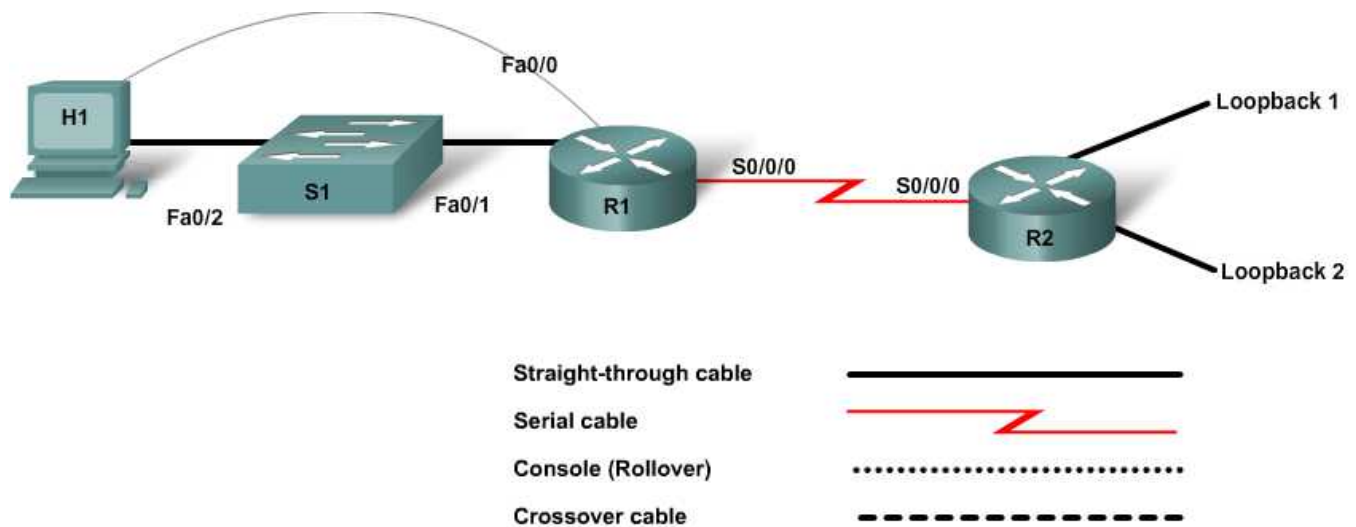 Fa0/0
H1
S1
Fa0/2
Fa0/1
R1
S0/0/0
S0/0/0
R2
Loopback 1
Loopback 2
Straight-through cable
Serial cable
Console (Rollover)
Crossover cable